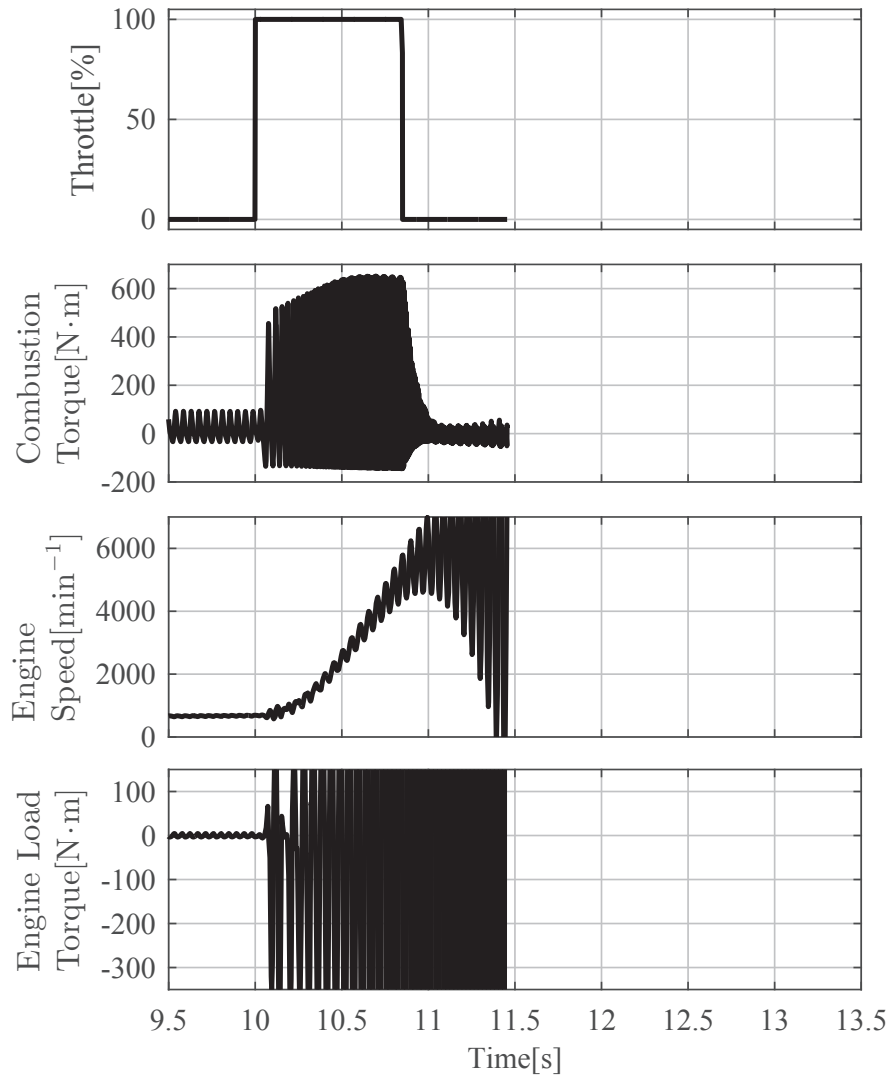 Throttle[%]
100
50
0
Combustion
Torque[N·m]
600
400
200
0
-200
Engine
Speed[min⁻¹]
6000
4000
2000
0
Engine Load
Torque[N·m]
100
0
-100
-200
-300
9.5 10 10.5 11 11.5 12 12.5 13 13.5
Time[s]